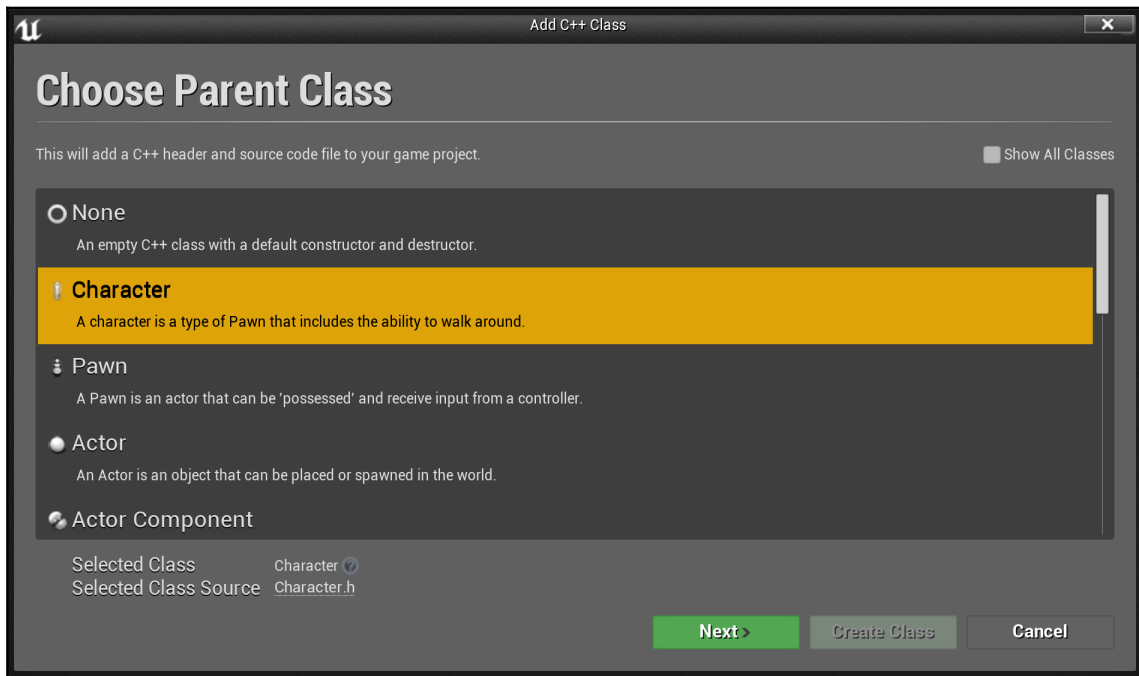 Add C++ Class
Choose Parent Class
This will add a C++ header and source code file to your game project.
Show All Classes
None
An empty C++ class with a default constructor and destructor.
Character
A character is a type of Pawn that includes the ability to walk around.
Pawn
A Pawn is an actor that can be 'possessed' and receive input from a controller.
Actor
An Actor is an object that can be placed or spawned in the world.
Actor Component
Selected Class Character
Selected Class Source Character.h
Next > Create Class Cancel